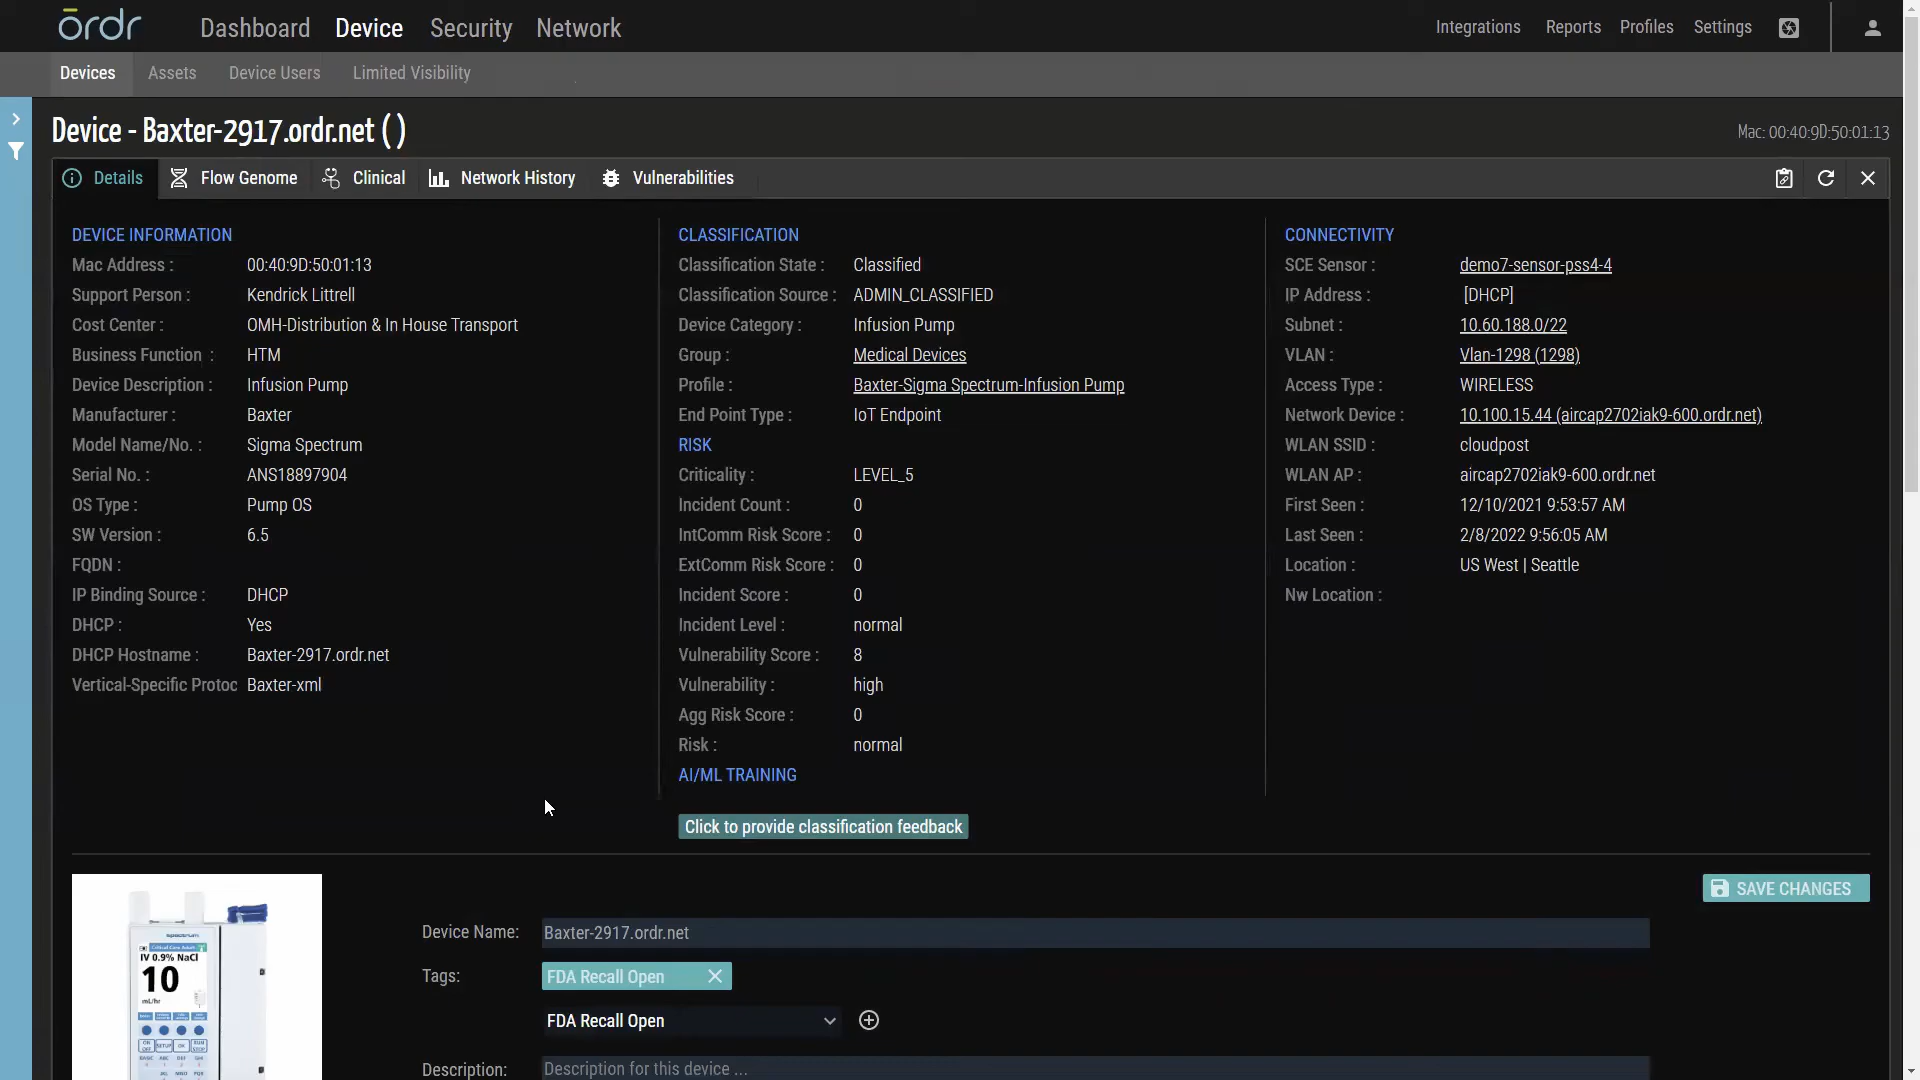 ōrdr
Dashboard Device Security Network
Integrations Reports Profiles Settings
Devices Assets Device Users Limited Visibility
Device - Baxter-2917.ordr.net ( )
Mac: 00:40:9D:50:01:13
Details Flow Genome Clinical Network History Vulnerabilities
DEVICE INFORMATION
Mac Address : 00:40:9D:50:01:13
Support Person : Kendrick Littrell
Cost Center : OMH-Distribution & In House Transport
Business Function : HTM
Device Description : Infusion Pump
Manufacturer : Baxter
Model Name/No. : Sigma Spectrum
Serial No. : ANS18897904
OS Type : Pump OS
SW Version : 6.5
FQDN :
IP Binding Source : DHCP
DHCP : Yes
DHCP Hostname : Baxter-2917.ordr.net
Vertical-Specific Protoc Baxter-xml
CLASSIFICATION
Classification State : Classified
Classification Source : ADMIN_CLASSIFIED
Device Category : Infusion Pump
Group : Medical Devices
Profile : Baxter-Sigma Spectrum-Infusion Pump
End Point Type : IoT Endpoint
RISK
Criticality : LEVEL_5
Incident Count : 0
IntComm Risk Score : 0
ExtComm Risk Score : 0
Incident Score : 0
Incident Level : normal
Vulnerability Score : 8
Vulnerability : high
Agg Risk Score : 0
Risk : normal
AI/ML TRAINING
Click to provide classification feedback
CONNECTIVITY
SCE Sensor : demo7-sensor-pss4-4
IP Address : [DHCP]
Subnet : 10.60.188.0/22
VLAN : Vlan-1298 (1298)
Access Type : WIRELESS
Network Device : 10.100.15.44 (aircap2702iak9-600.ordr.net)
WLAN SSID : cloudpost
WLAN AP : aircap2702iak9-600.ordr.net
First Seen : 12/10/2021 9:53:57 AM
Last Seen : 2/8/2022 9:56:05 AM
Location : US West | Seattle
Nw Location :
SAVE CHANGES
spectrum
IV 0.9% NaCl
10
mL/hr
Device Name: Baxter-2917.ordr.net
Tags: FDA Recall Open
FDA Recall Open
Description: Description for this device ...